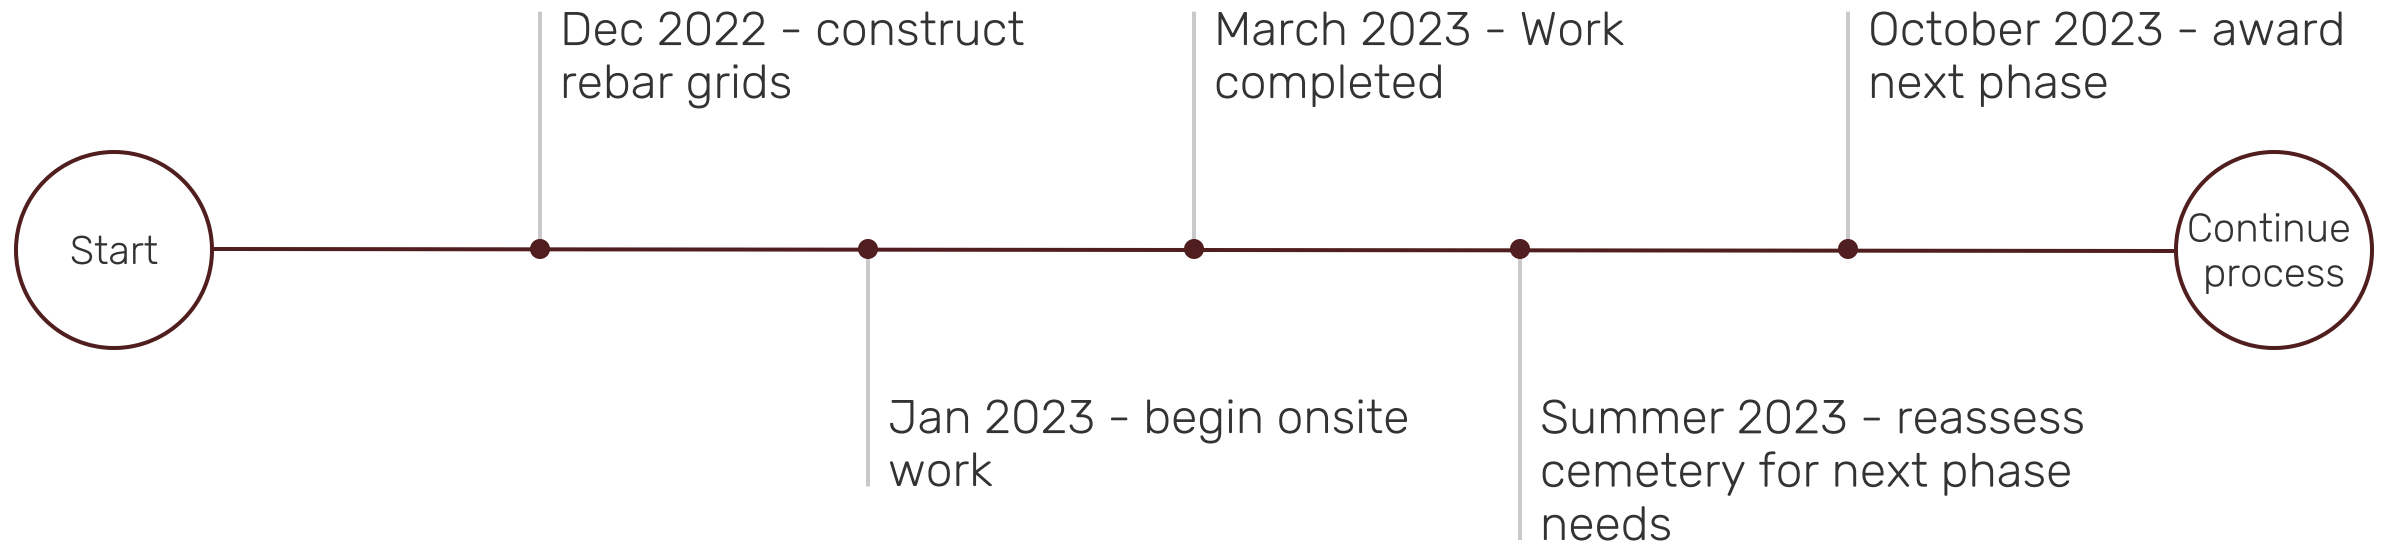 Start
Dec 2022 - construct
rebar grids
Jan 2023 - begin onsite
work
March 2023 - Work
completed
Summer 2023 - reassess
cemetery for next phase
needs
October 2023 - award
next phase
Continue
process